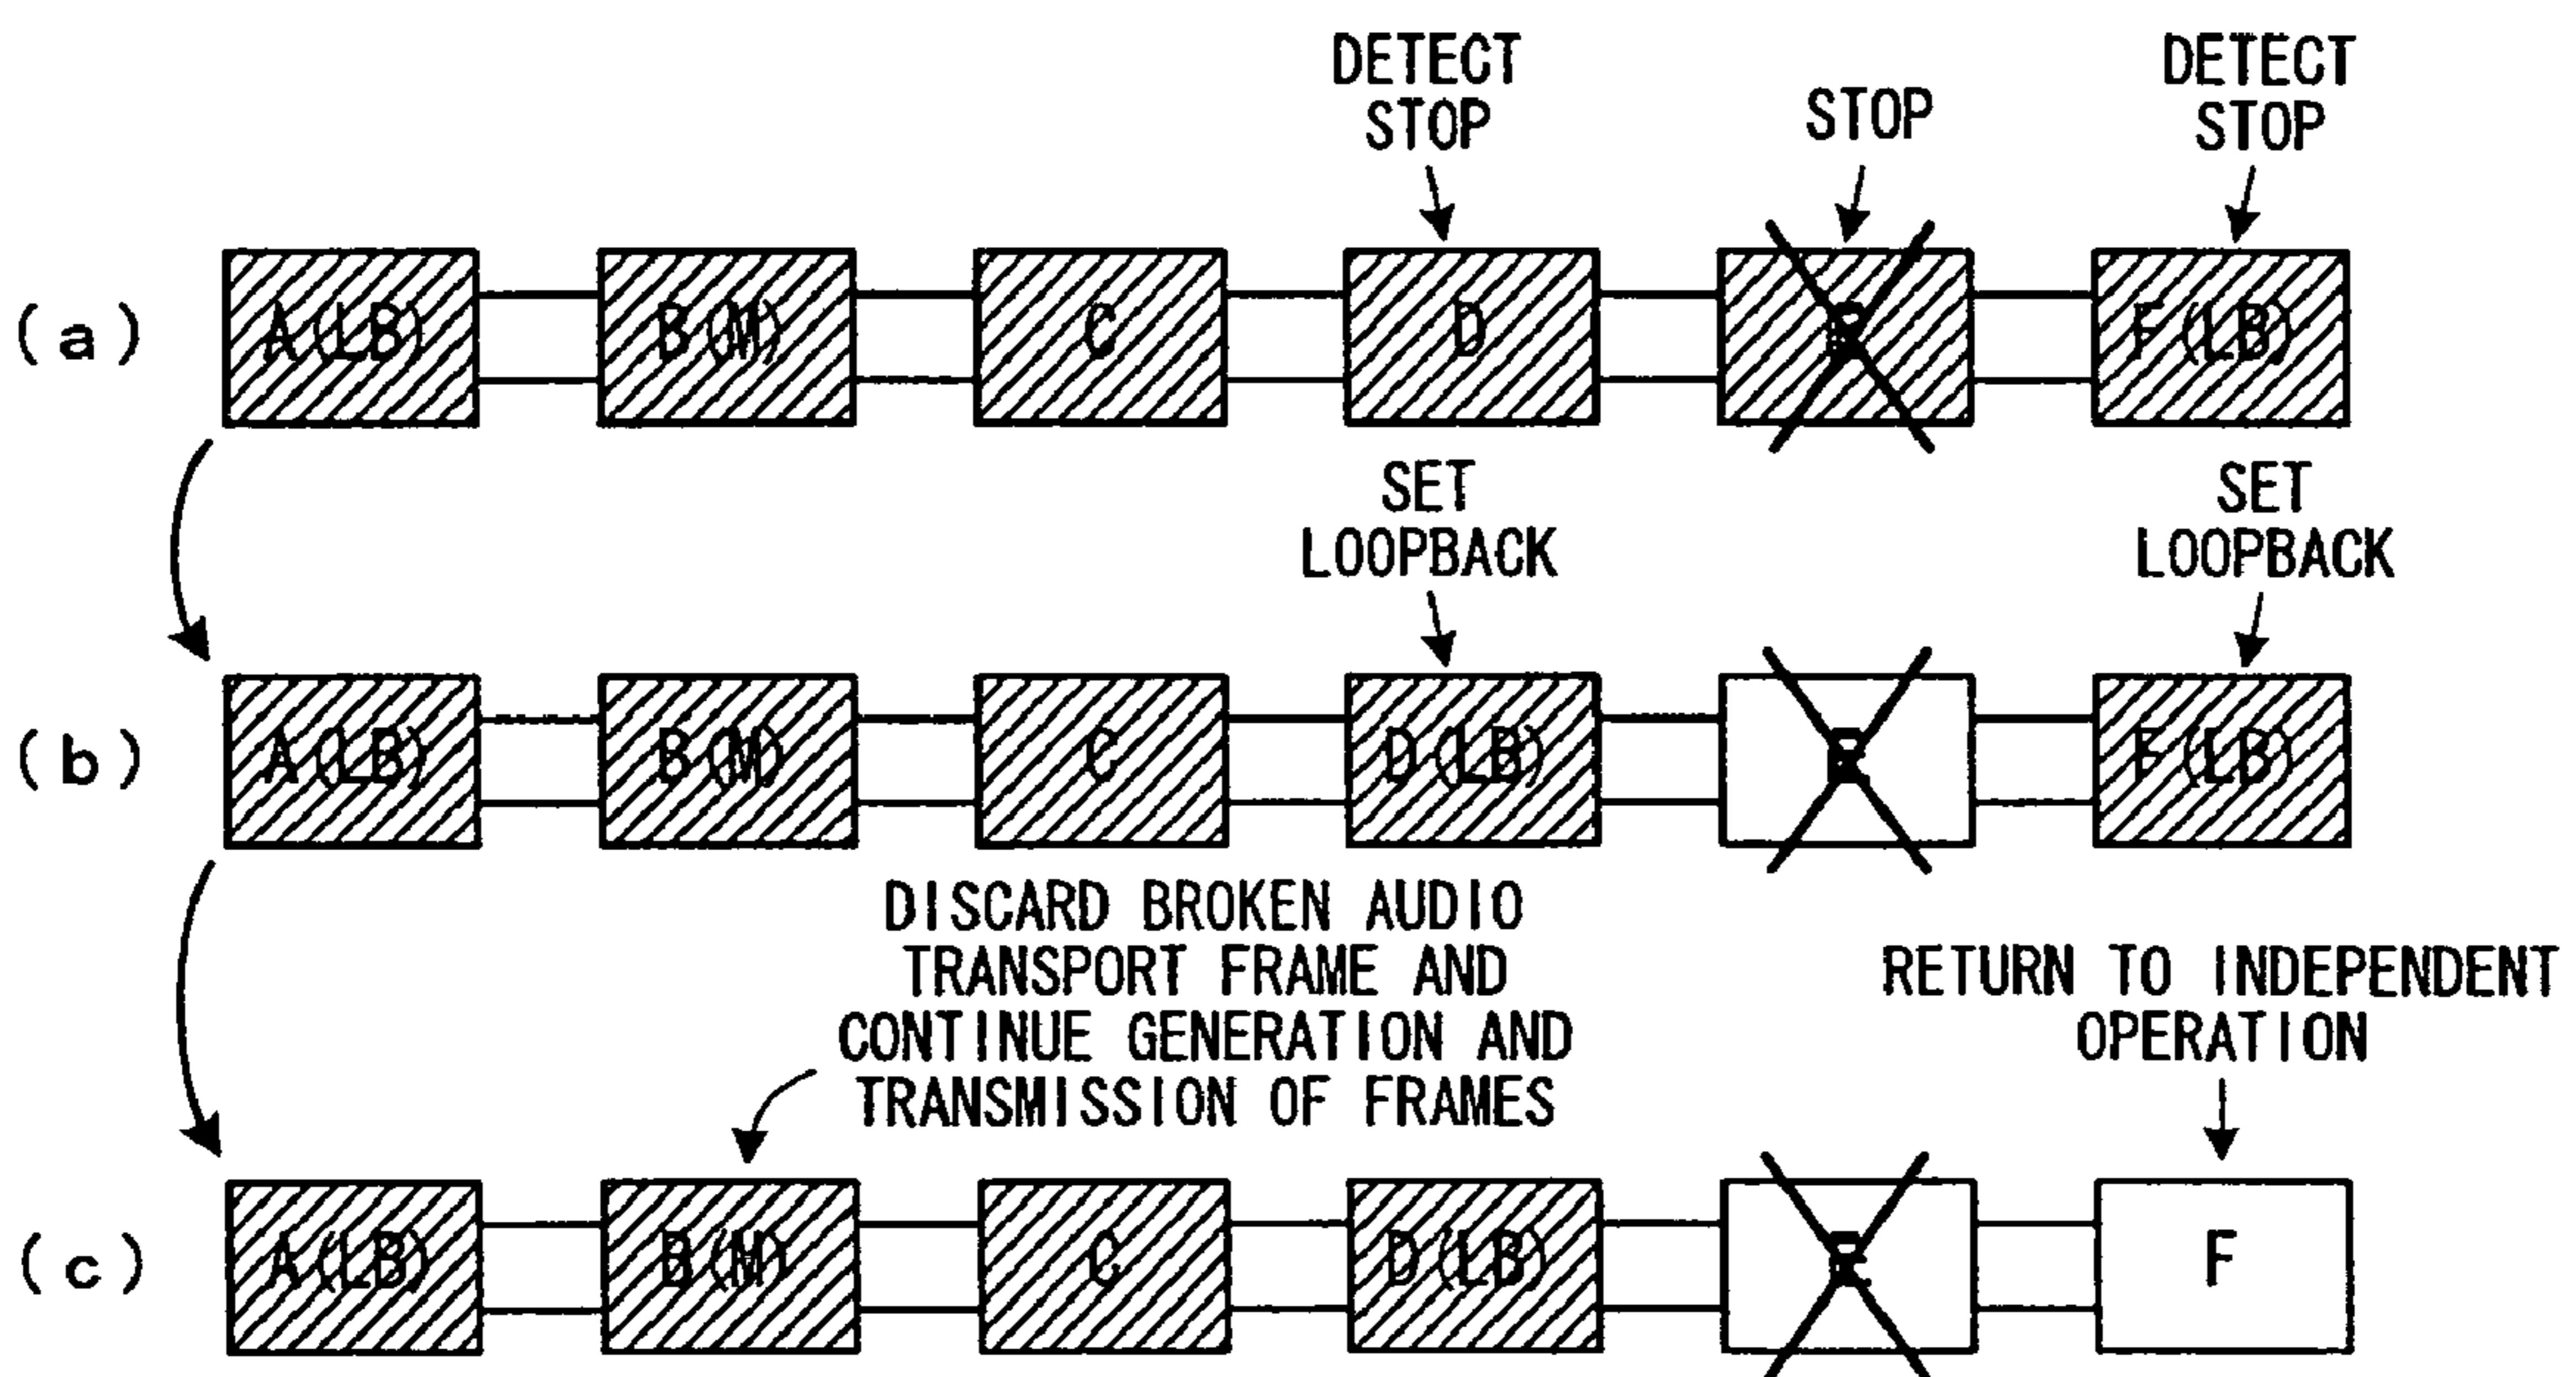 DETECT
STOP
STOP
DETECT
STOP
(a)
A(LB)
B(M)
C
D
F(LB)
SET
LOOPBACK
SET
LOOPBACK
(b)
A(LB)
B(M)
C
D(LB)
F(LB)
DISCARD BROKEN AUDIO
TRANSPORT FRAME AND
CONTINUE GENERATION AND
TRANSMISSION OF FRAMES
RETURN TO INDEPENDENT
OPERATION
(c)
A(LB)
B(M)
C
D(LB)
F